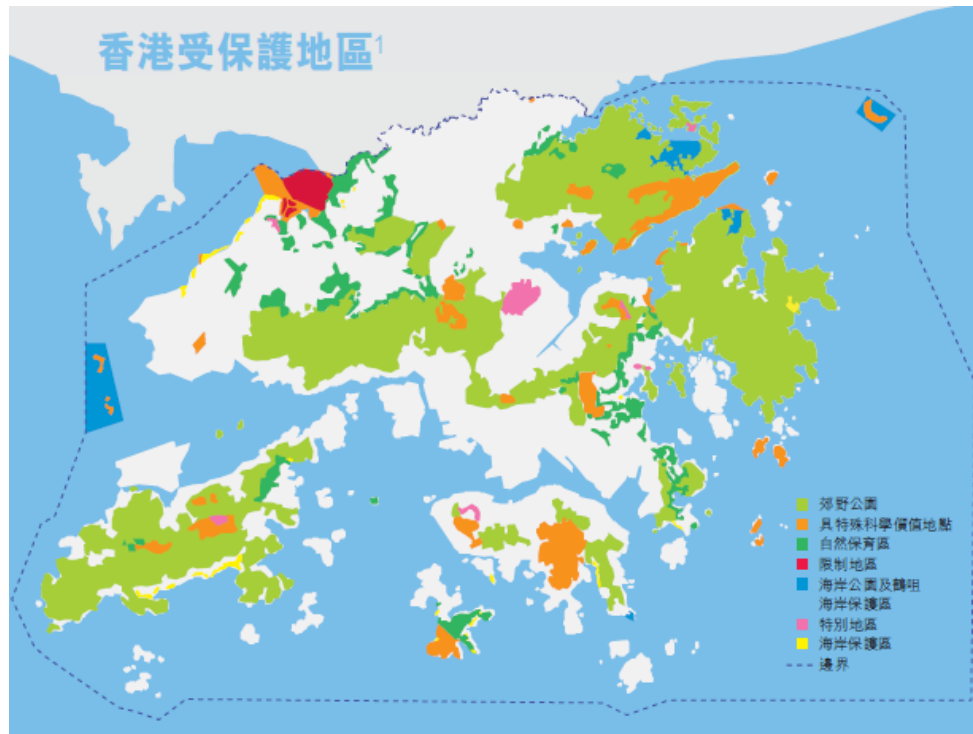 香港受保護地區1
郊野公園
具特殊科學價值地點
自然保育區
限制地區
海岸公園及鶴咀
海岸保護區
特別地區
海岸保護區
邊界